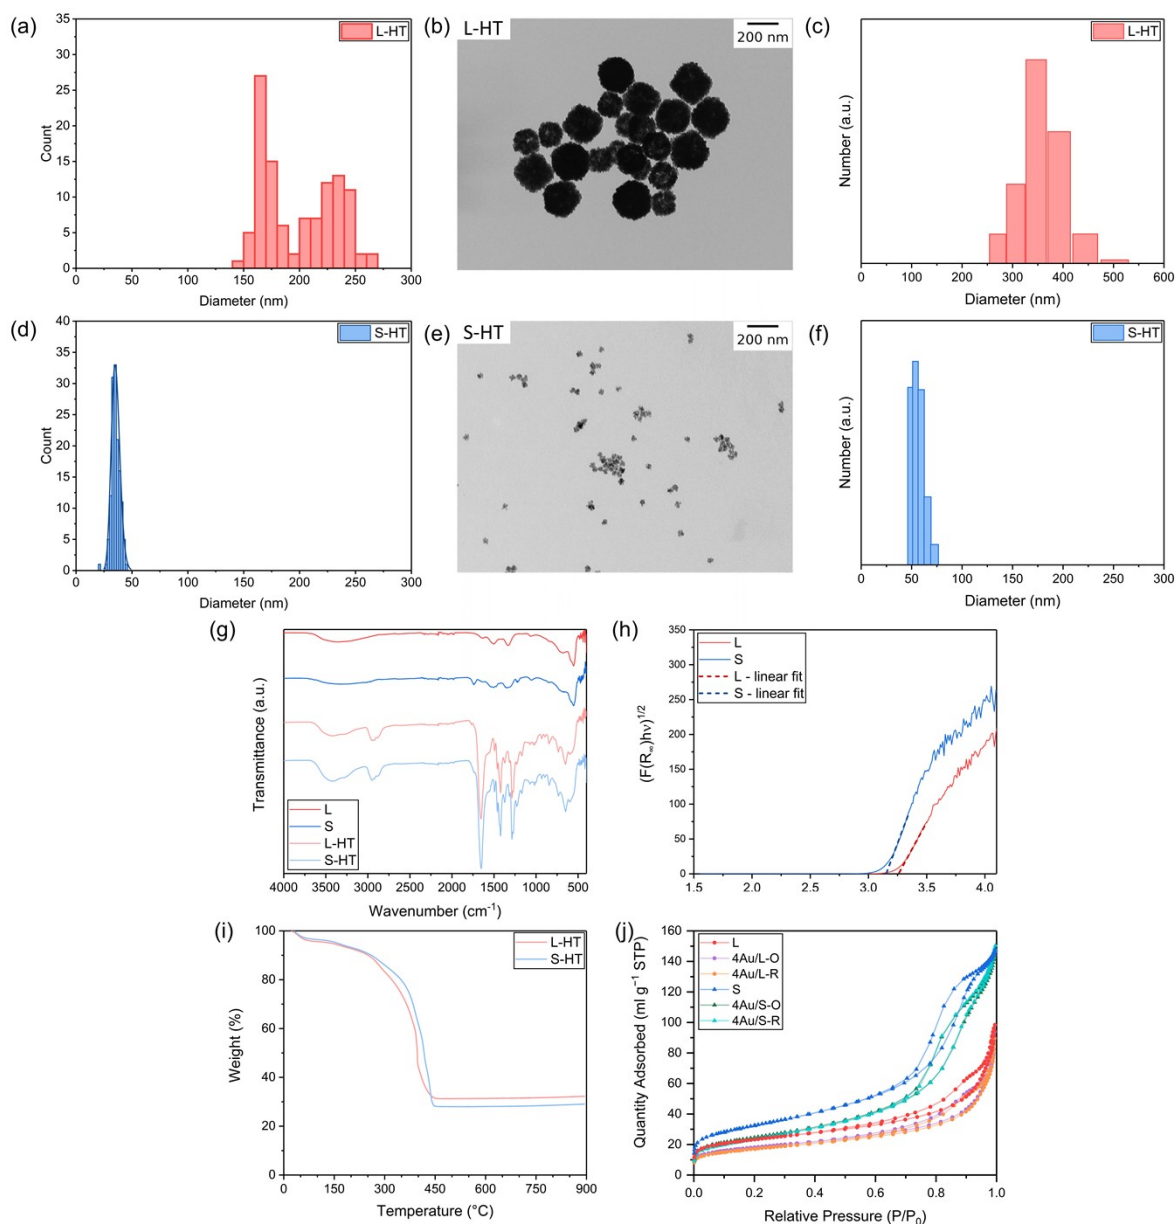 (a)
35
30
25
20
15
10
5
0
Count
0 50 100 150 200 250 300
Diameter (nm)
L-HT
(b)
L-HT
200 nm
(c)
L-HT
Number (a.u.)
0 100 200 300 400 500 600
Diameter (nm)
(d)
40
35
30
25
20
15
10
5
0
Count
0 50 100 150 200 250 300
Diameter (nm)
S-HT
(e)
S-HT
200 nm
(f)
S-HT
Number (a.u.)
0 50 100 150 200 250 300
Diameter (nm)
(g)
Transmittance (a.u.)
L
S
L-HT
S-HT
4000 3500 3000 2500 2000 1500 1000 500
Wavenumber (cm⁻¹)
(h)
350
300
250
200
150
100
50
0
(F(R∞)hν)¹ᐟ²
L
S
L - linear fit
S - linear fit
1.5 2.0 2.5 3.0 3.5 4.0
(i)
100
80
60
40
20
0
Weight (%)
L-HT
S-HT
0 150 300 450 600 750 900
Temperature (°C)
(j)
160
140
120
100
80
60
40
20
0
Quantity Adsorbed (ml g⁻¹ STP)
L
4Au/L-O
4Au/L-R
S
4Au/S-O
4Au/S-R
0.0 0.2 0.4 0.6 0.8 1.0
Relative Pressure (P/P₀)